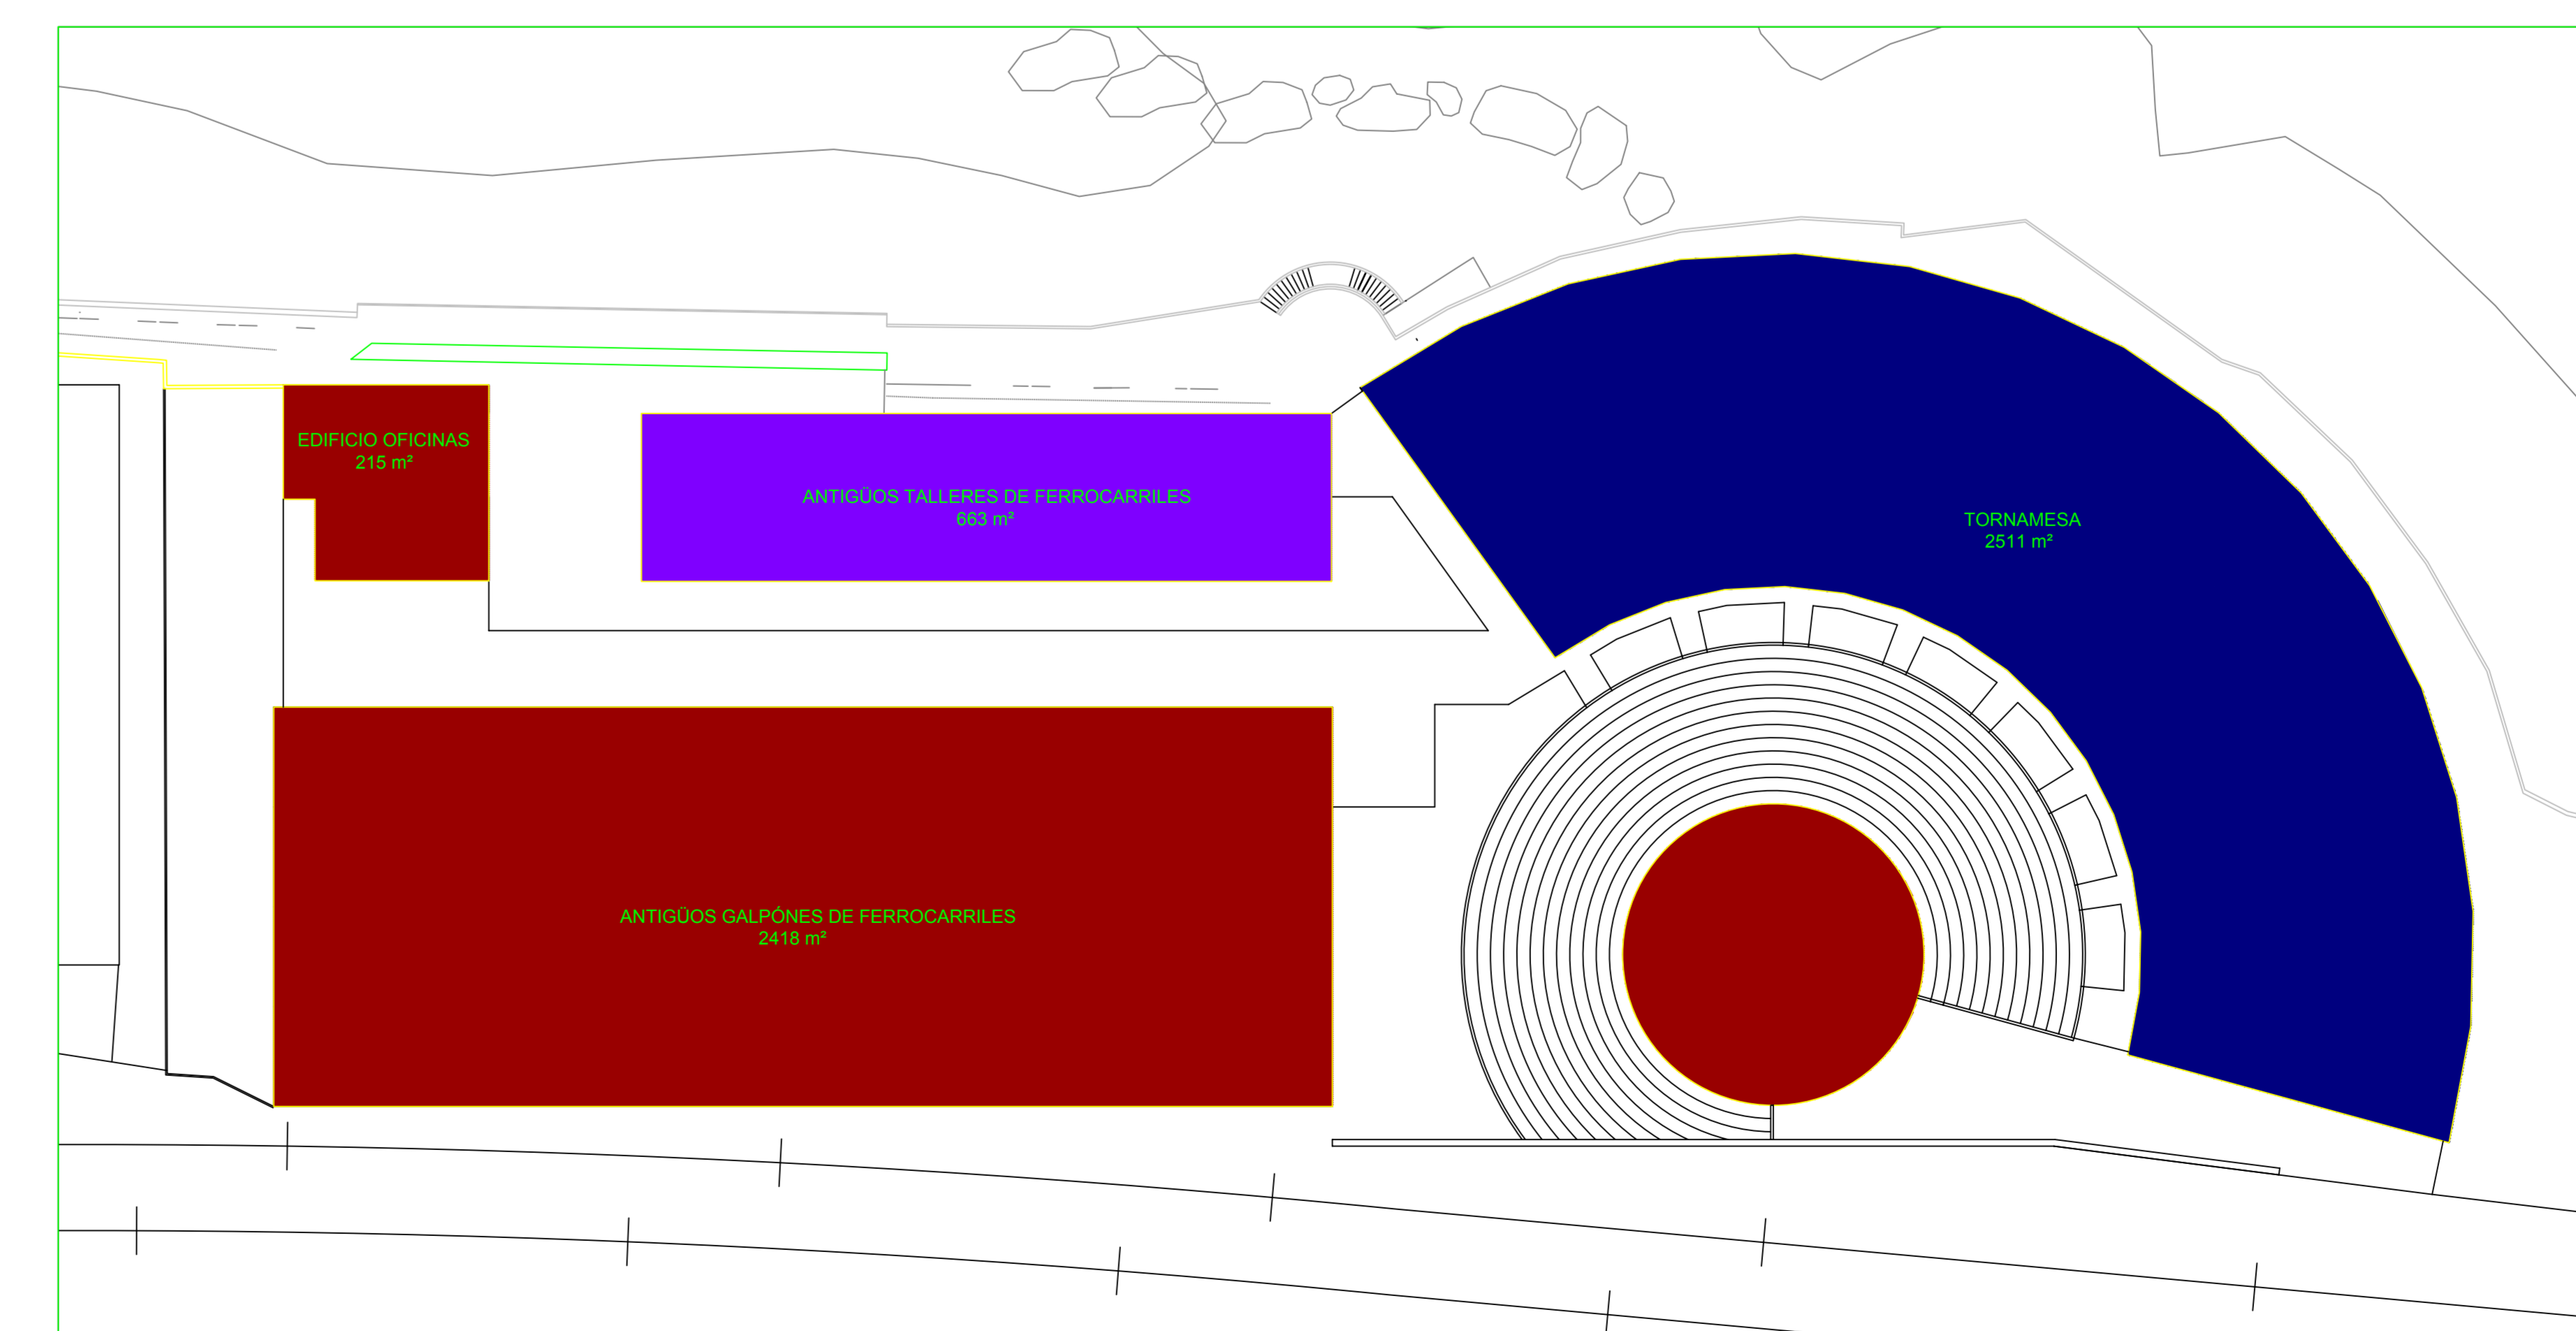 EDIFICIO OFICINAS
215 m²
ANTIGÜOS TALLERES DE FERROCARRILES
663 m²
TORNAMESA
2511 m²
ANTIGÜOS GALPÓNES DE FERROCARRILES
2418 m²